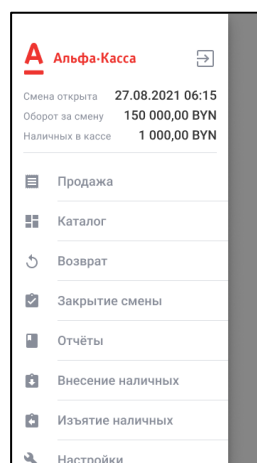 А Альфа·Касса
Смена открыта 27.08.2021 06:15
Оборот за смену 150 000,00 BYN
Наличных в кассе 1 000,00 BYN
Продажа
Каталог
Возврат
Закрытие смены
Отчёты
Внесение наличных
Изъятие наличных
Настройки